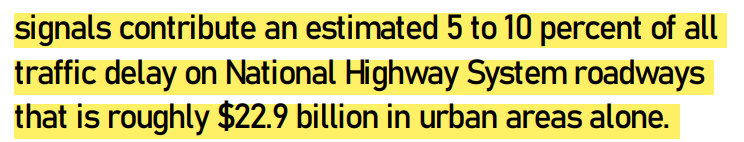 signals contribute an estimated 5 to 10 percent of all
traffic delay on National Highway System roadways
that is roughly $22.9 billion in urban areas alone.